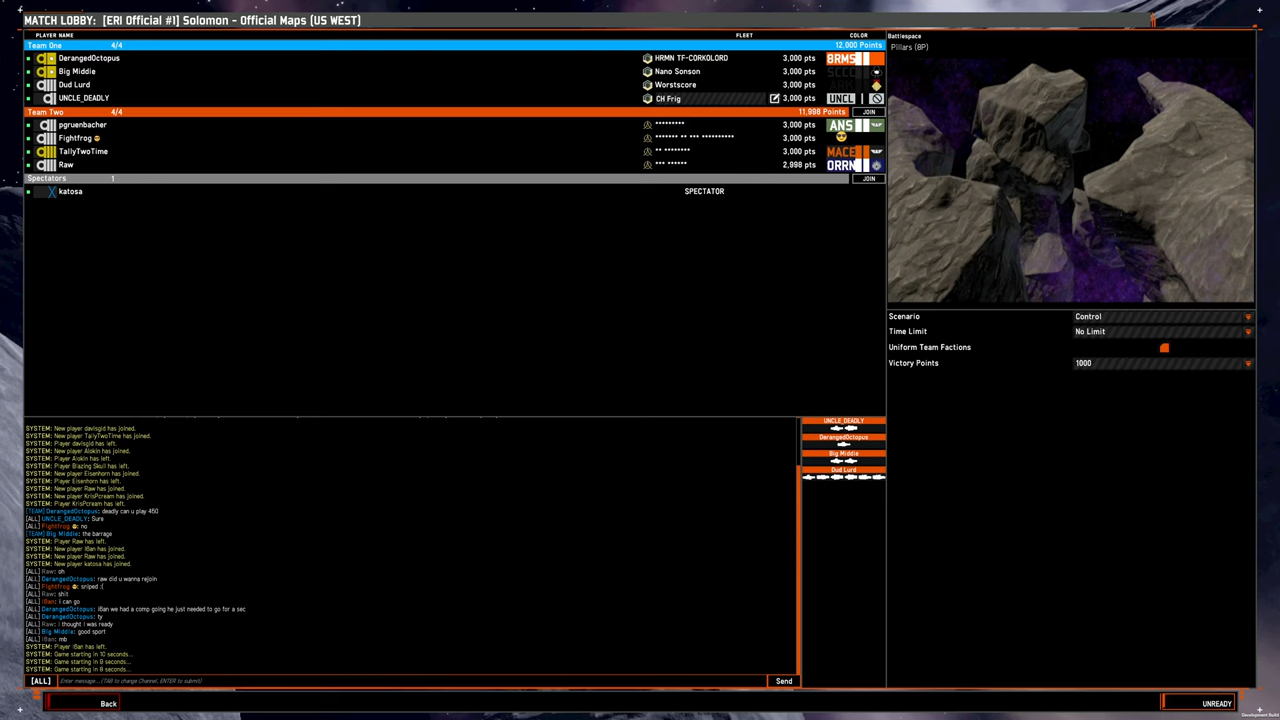 MATCH LOBBY: [ERI Official #1] Solomon - Official Maps (US WEST)
PLAYER NAME FLEET COLOR
Team One 4/4 12,000 Points
DerangedOctopus HRMN TF-CORKOLORD 3,000 pts BRMS
Big Middie Nano Sonson 3,000 pts SCCC
Dud Lurd Worstscore 3,000 pts
UNCLE_DEADLY CH Frig 3,000 pts UNCL
Team Two 4/4 11,998 Points JOIN
pgruenbacher ********* 3,000 pts ANS
Fightfrog ******* ** *** ********** 3,000 pts
TallyTwoTime ** ******** 3,000 pts MACE
Raw *** ****** 2,998 pts ORRN
Spectators 1 JOIN
katosa SPECTATOR
Battlespace
Pillars (8P)
Scenario Control
Time Limit No Limit
Uniform Team Factions
Victory Points 1000
SYSTEM: New player davisgid has joined.
SYSTEM: New player TallyTwoTime has joined.
SYSTEM: Player davisgid has left.
SYSTEM: New player Alokin has joined.
SYSTEM: Player Alokin has left.
SYSTEM: Player Blazing Skull has left.
SYSTEM: New player Eisenhorn has joined.
SYSTEM: Player Eisenhorn has left.
SYSTEM: New player Raw has joined.
SYSTEM: New player KrisPcream has joined.
SYSTEM: Player KrisPcream has left.
[TEAM] DerangedOctopus: deadly can u play 450
[ALL] UNCLE_DEADLY: Sure
[ALL] Fightfrog: no
[TEAM] Big Middie: the barrage
SYSTEM: Player Raw has left.
SYSTEM: New player I8an has joined.
SYSTEM: New player Raw has joined.
SYSTEM: New player katosa has joined.
[ALL] Raw: oh
[ALL] DerangedOctopus: raw did u wanna rejoin
[ALL] Fightfrog: sniped :(
[ALL] Raw: shit
[ALL] I8an: i can go
[ALL] DerangedOctopus: I8an we had a comp going he just needed to go for a sec
[ALL] DerangedOctopus: ty
[ALL] Raw: I thought I was ready
[ALL] Big Middie: good sport
[ALL] I8an: mb
SYSTEM: Player I8an has left.
SYSTEM: Game starting in 10 seconds...
SYSTEM: Game starting in 9 seconds...
SYSTEM: Game starting in 8 seconds...
UNCLE_DEADLY
DerangedOctopus
Big Middie
Dud Lurd
[ALL] Enter message... (TAB to change Channel, ENTER to submit) Send
Back
UNREADY
Development Build